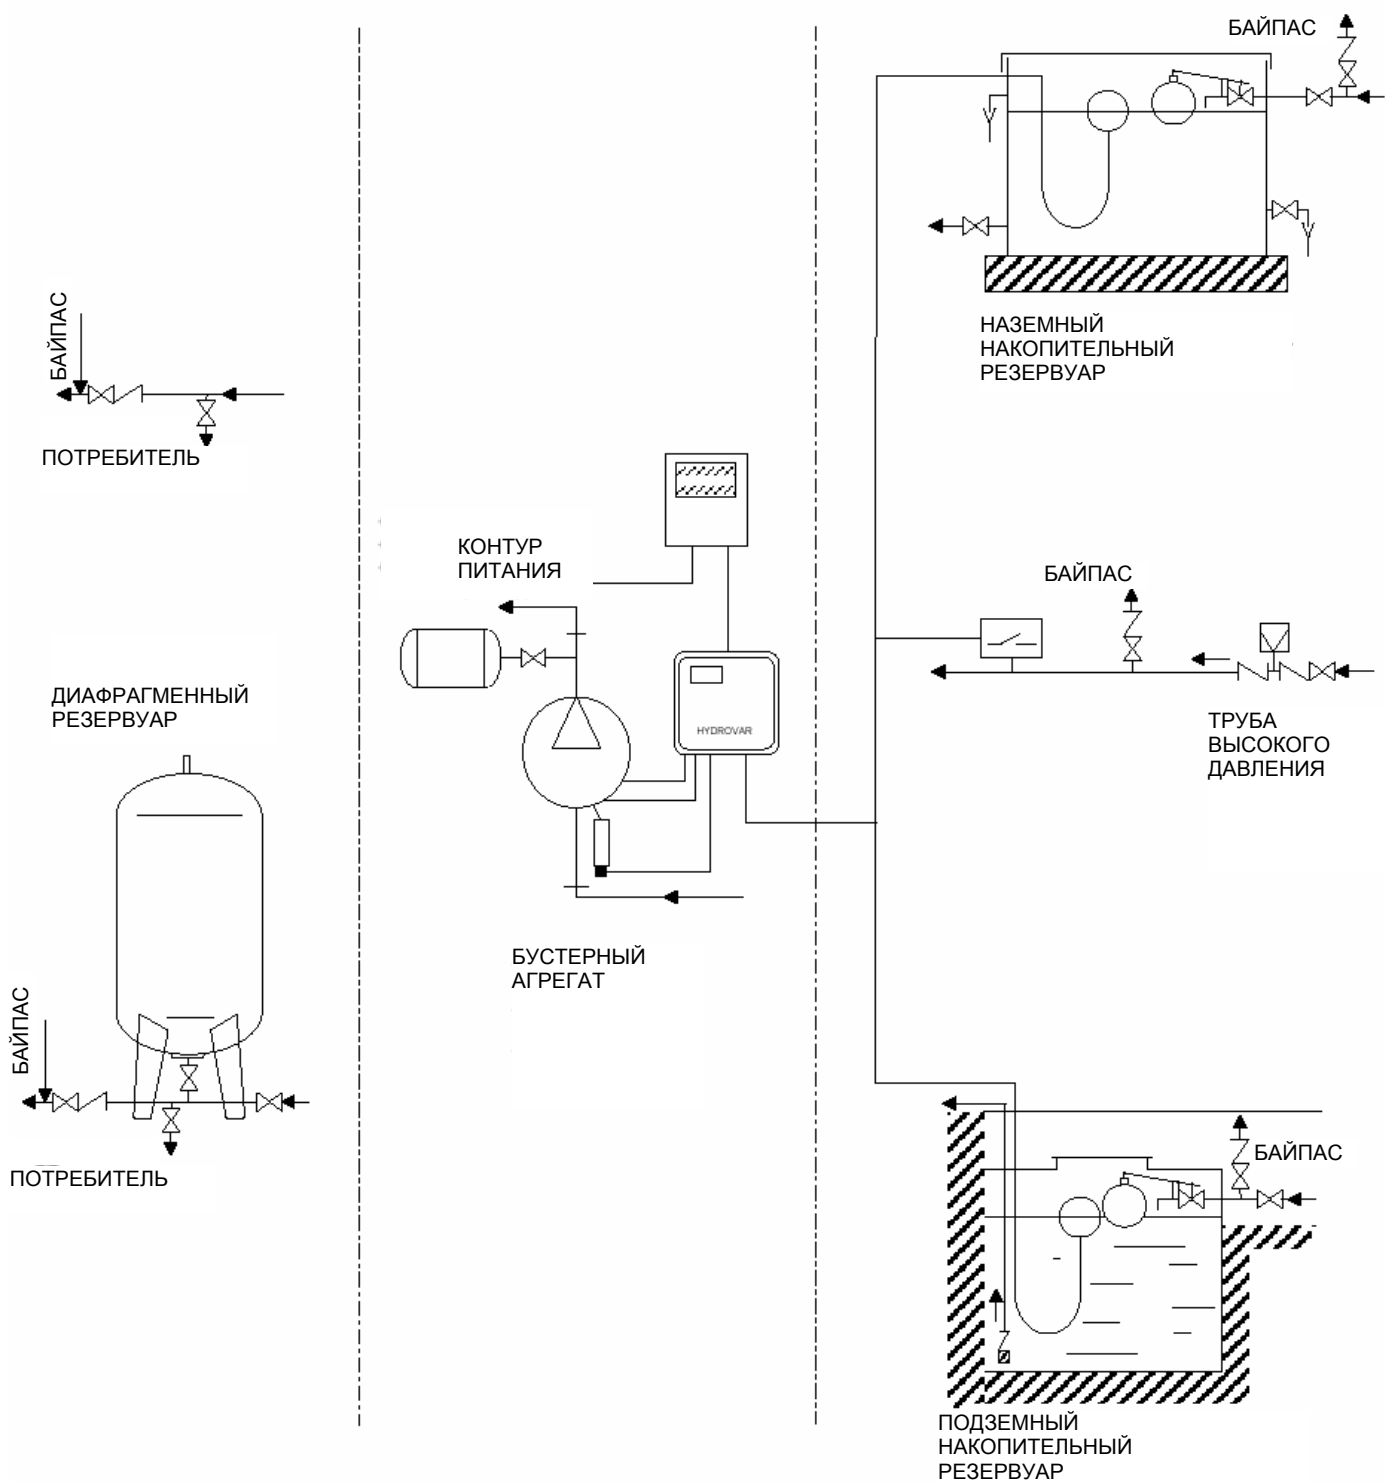 БАЙПАС
НАЗЕМНЫЙ
НАКОПИТЕЛЬНЫЙ
РЕЗЕРВУАР
БАЙПАС
ПОТРЕБИТЕЛЬ
КОНТУР
ПИТАНИЯ
БАЙПАС
ДИАФРАГМЕННЫЙ
РЕЗЕРВУАР
HYDROVAR
ТРУБА
ВЫСОКОГО
ДАВЛЕНИЯ
БУСТЕРНЫЙ
АГРЕГАТ
БАЙПАС
ПОТРЕБИТЕЛЬ
БАЙПАС
ПОДЗЕМНЫЙ
НАКОПИТЕЛЬНЫЙ
РЕЗЕРВУАР